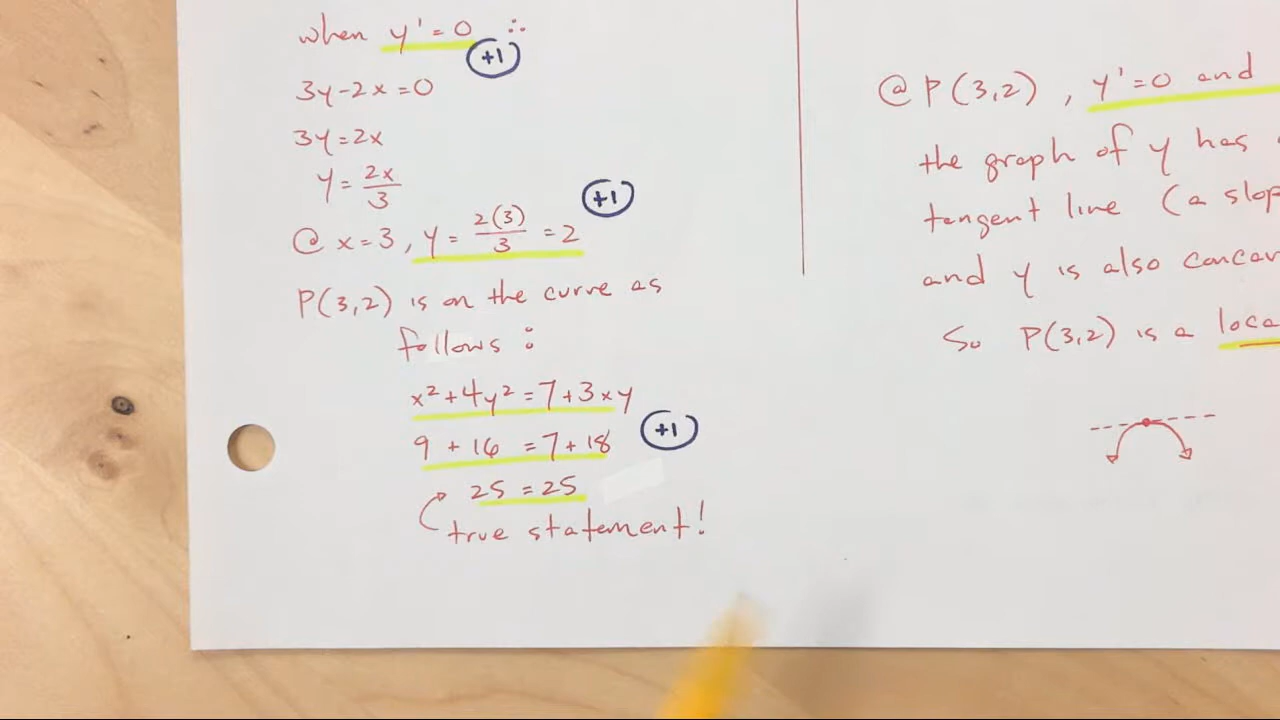 when y' = 0 ∴
+1
3y-2x=0
3y=2x
y = 2x/3
@ x=3, y = 2(3)/3 = 2
+1
P(3,2) is on the curve as
follows :
x² + 4y² = 7 + 3xy
9 + 16 = 7 + 18
+1
25 = 25
true statement!
@ P(3,2), y'=0 and
the graph of y has
tangent line (a slop
and y is also concav
So P(3,2) is a loca